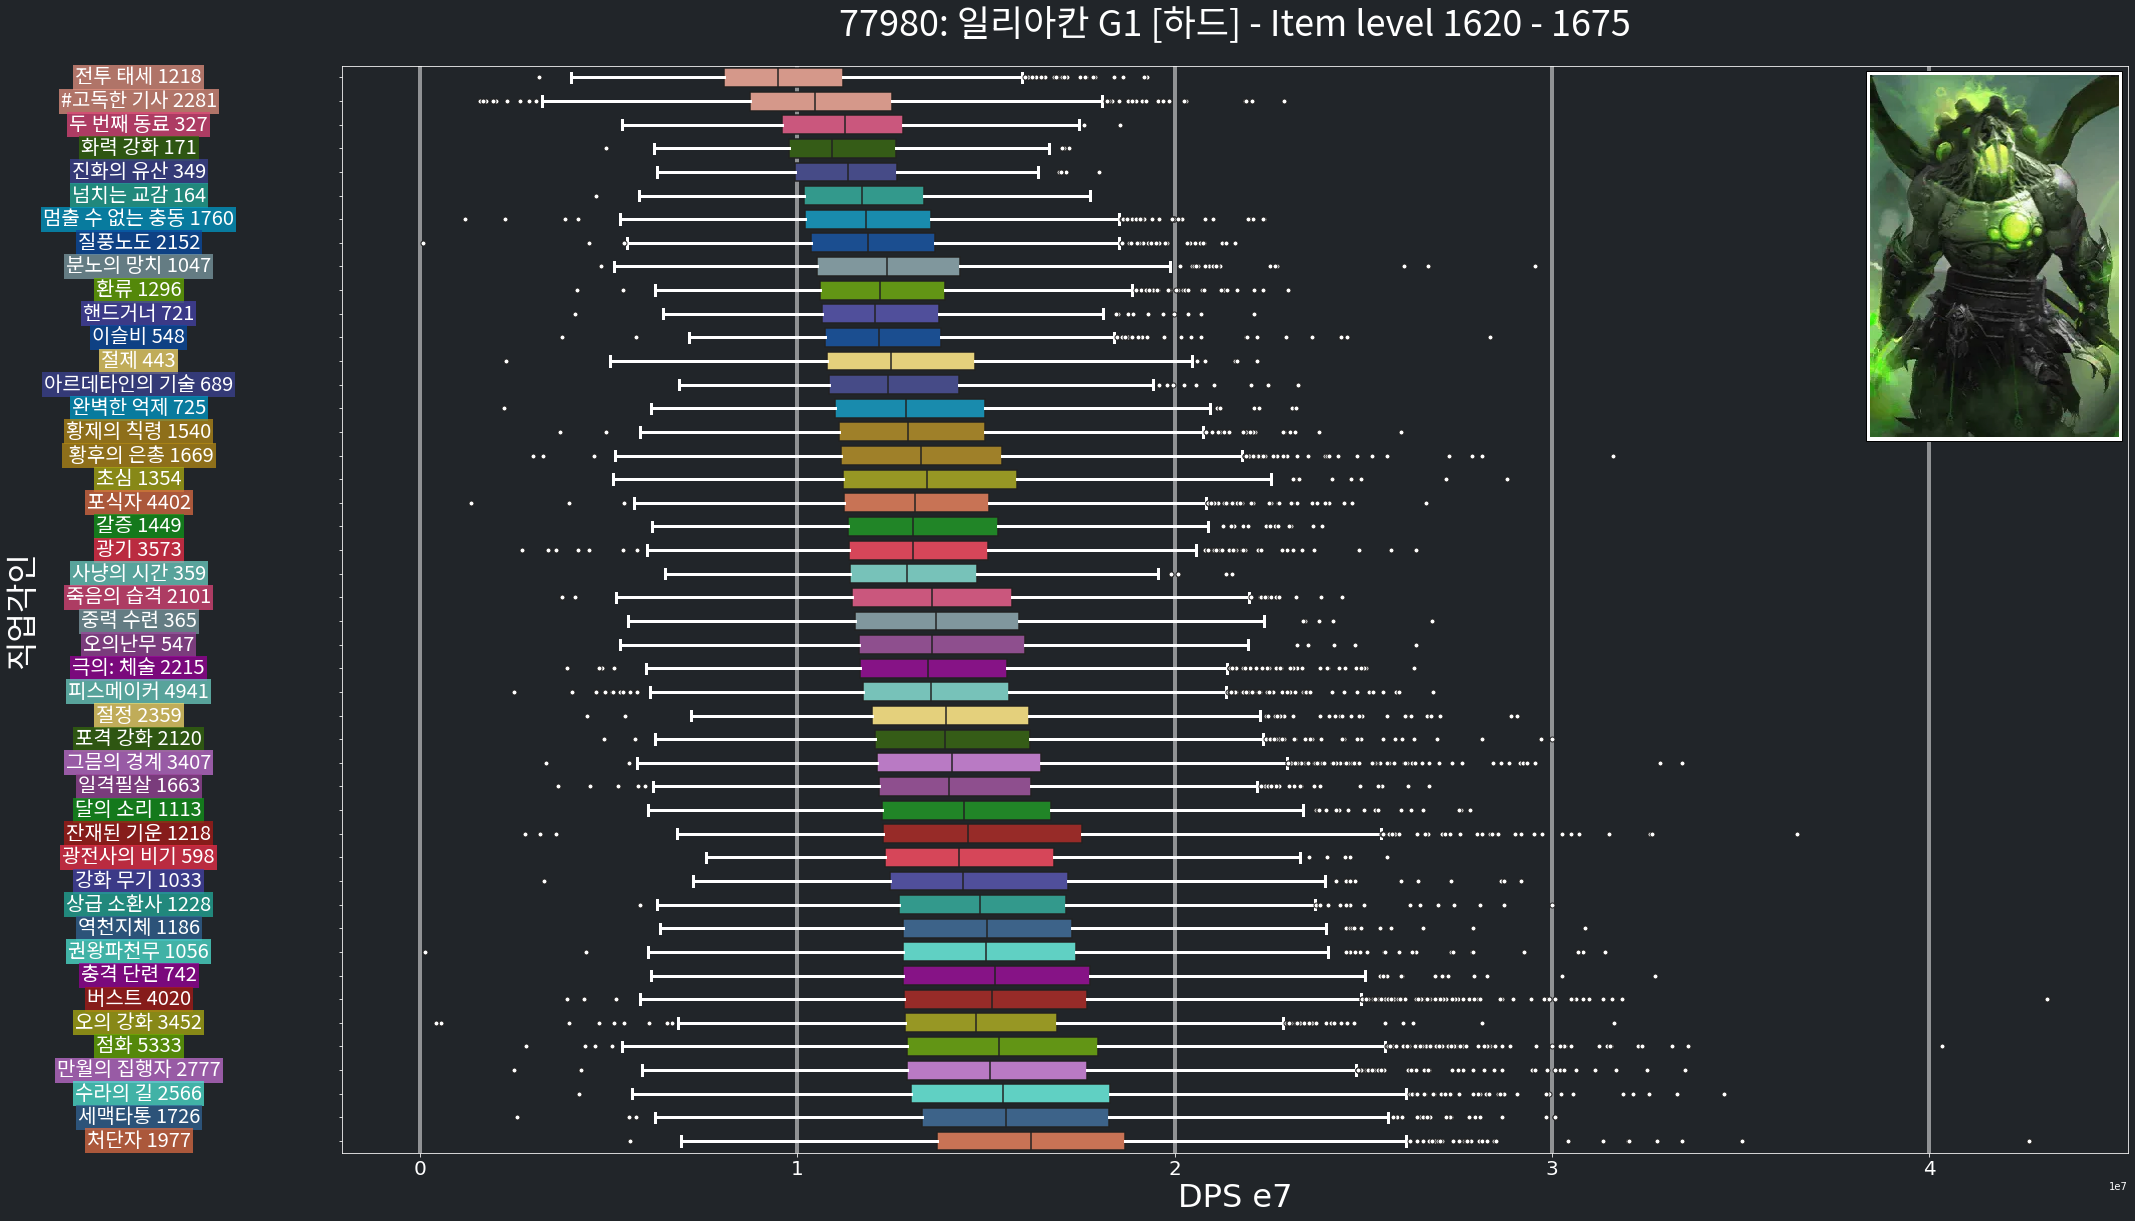 77980: 일리아칸 G1 [하드] - Item level 1620 - 1675
직업각인
전투 태세 1218
#고독한 기사 2281
두 번째 동료 327
화력 강화 171
진화의 유산 349
넘치는 교감 164
멈출 수 없는 충동 1760
질풍노도 2152
분노의 망치 1047
환류 1296
핸드거너 721
이슬비 548
절제 443
아르데타인의 기술 689
완벽한 억제 725
황제의 칙령 1540
황후의 은총 1669
초심 1354
포식자 4402
갈증 1449
광기 3573
사냥의 시간 359
죽음의 습격 2101
중력 수련 365
오의난무 547
극의: 체술 2215
피스메이커 4941
절정 2359
포격 강화 2120
그믐의 경계 3407
일격필살 1663
달의 소리 1113
잔재된 기운 1218
광전사의 비기 598
강화 무기 1033
상급 소환사 1228
역천지체 1186
권왕파천무 1056
충격 단련 742
버스트 4020
오의 강화 3452
점화 5333
만월의 집행자 2777
수라의 길 2566
세맥타통 1726
처단자 1977
0 1 2 3 4
DPS e7
1e7